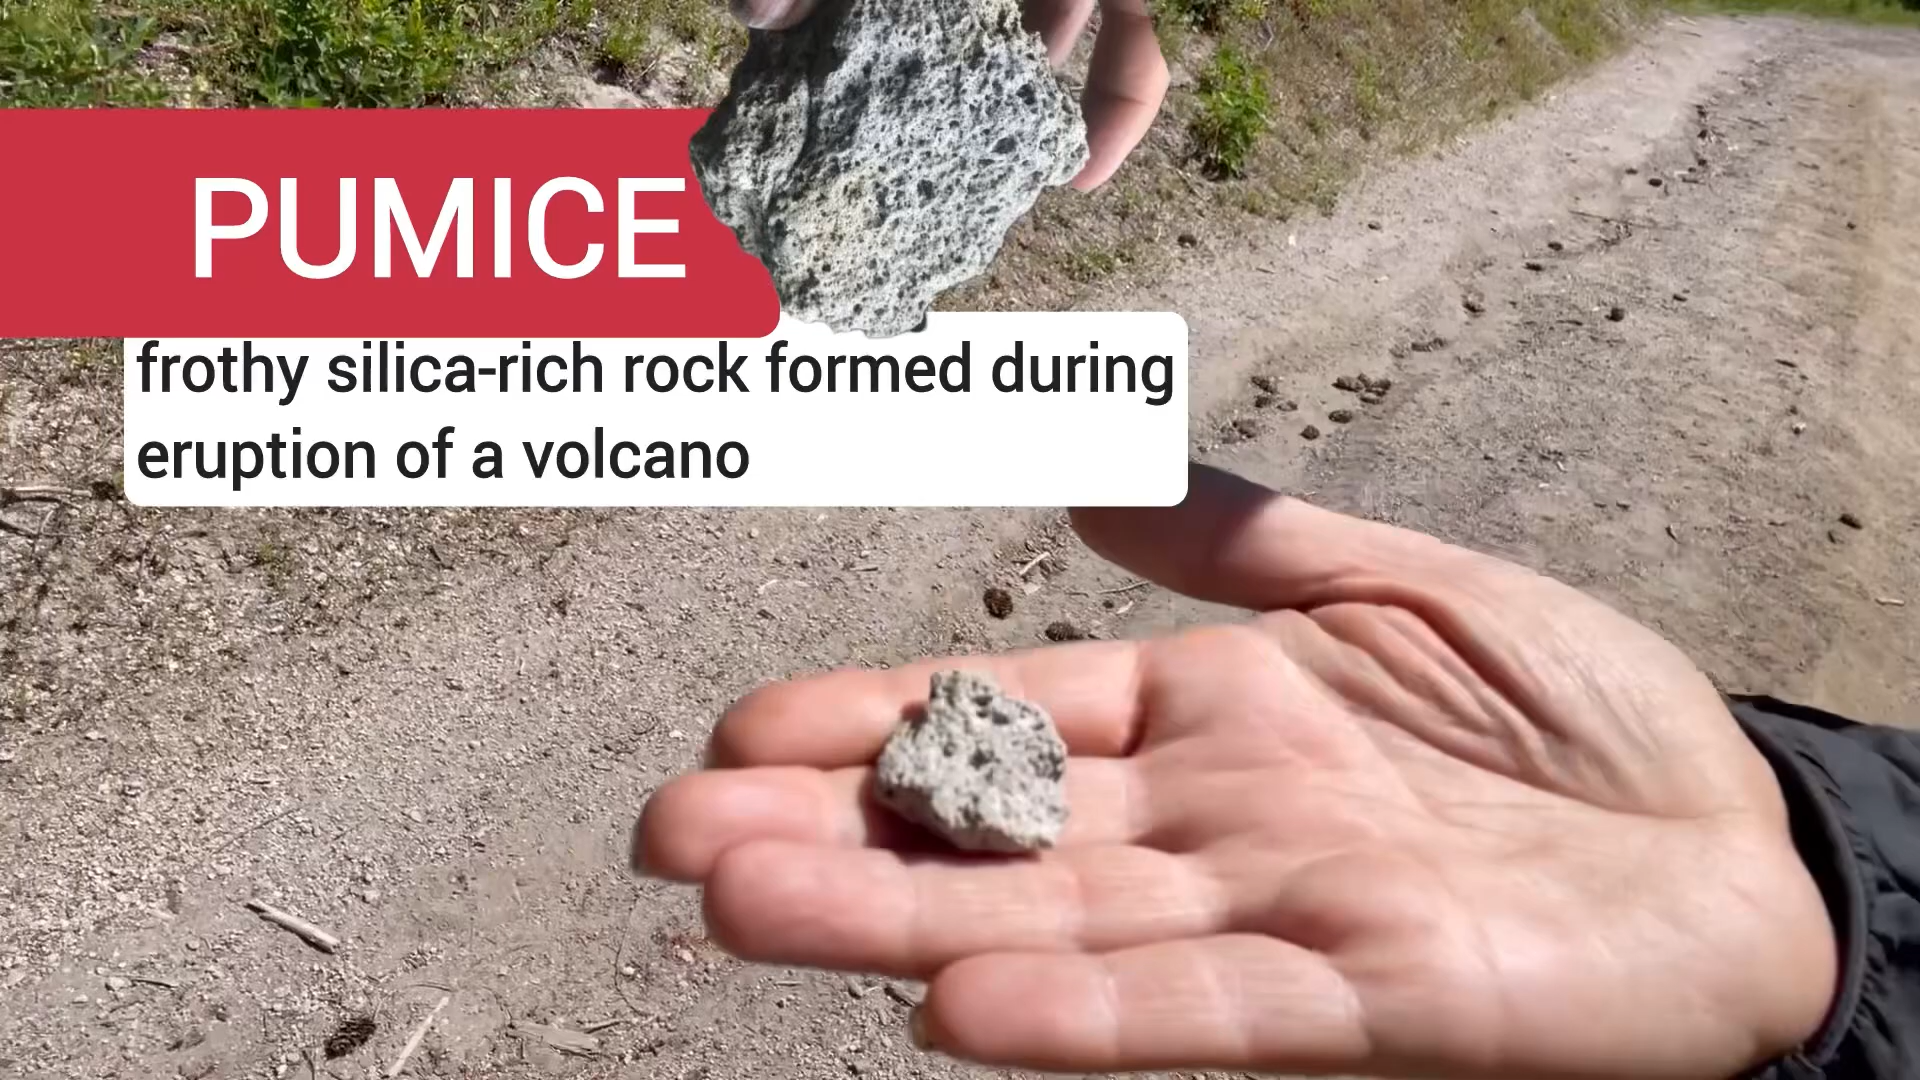 PUMICE
frothy silica-rich rock formed during
eruption of a volcano